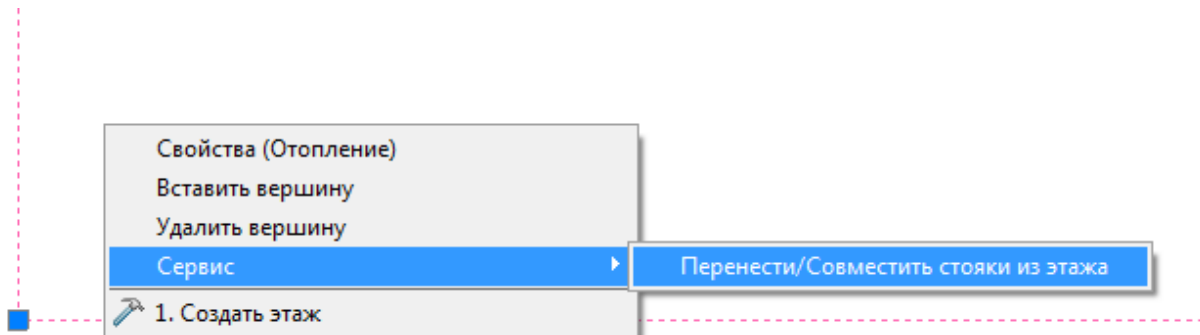 Свойства (Отопление)
Вставить вершину
Удалить вершину
Сервис
Перенести/Совместить стояки из этажа
1. Создать этаж